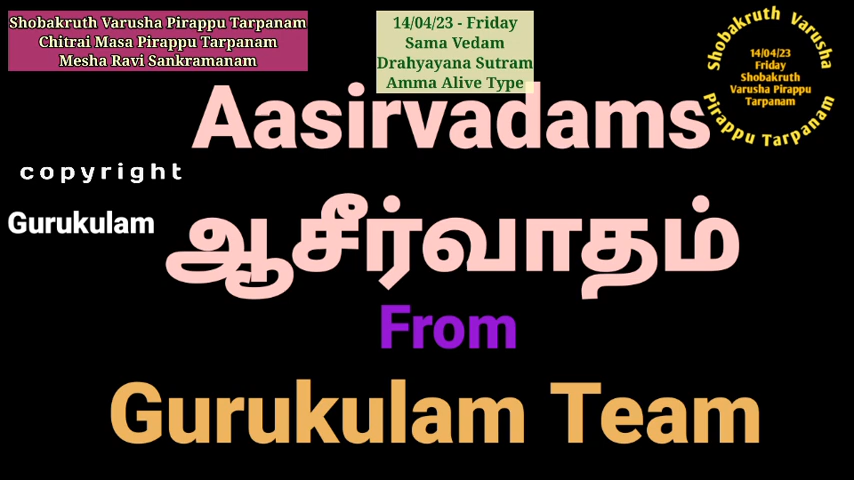 Shobakruth Varusha Pirappu Tarpanam
Chitrai Masa Pirappu Tarpanam
Mesha Ravi Sankramanam
14/04/23 - Friday
Sama Vedam
Drahyayana Sutram
Amma Alive Type
Shobakruth Varusha
14/04/23
Friday
Shobakruth
Varusha Pirappu
Tarpanam
Pirappu Tarpanam
Aasirvadams
copyright
Gurukulam
ஆசீர்வாதம்
From
Gurukulam Team